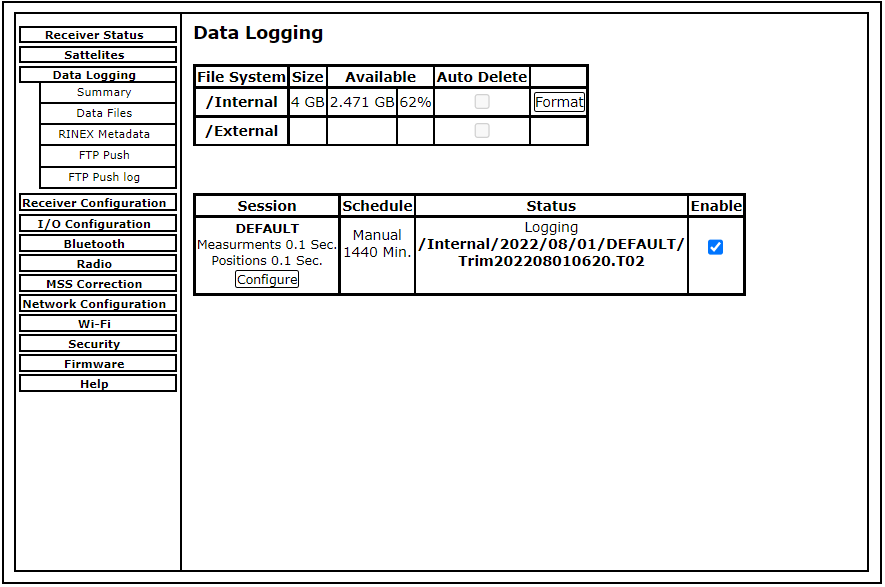 Receiver Status
Sattelites
Data Logging
Summary
Data Files
RINEX Metadata
FTP Push
FTP Push log
Receiver Configuration
I/O Configuration
Bluetooth
Radio
MSS Correction
Network Configuration
Wi-Fi
Security
Firmware
Help
Data Logging
File System Size Available Auto Delete
/Internal 4 GB 2.471 GB 62% Format
/External
Session Schedule Status Enable
DEFAULT
Measurments 0.1 Sec.
Positions 0.1 Sec.
Configure
Manual
1440 Min.
Logging
/Internal/2022/08/01/DEFAULT/
Trim202208010620.T02